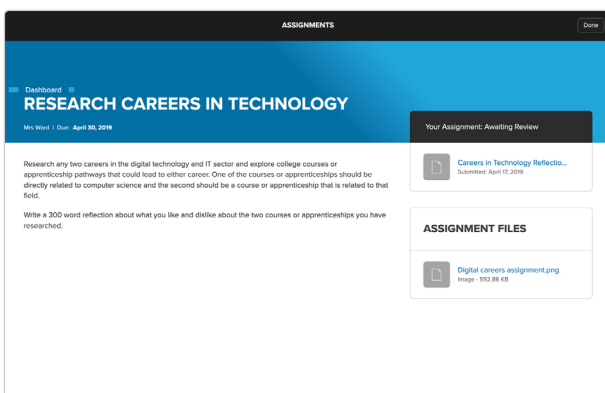 ASSIGNMENTS
Done
Dashboard
RESEARCH CAREERS IN TECHNOLOGY
Mrs Ward | Due: April 30, 2019
Your Assignment: Awaiting Review
Careers in Technology Reflectio...
Submitted: April 17, 2019
Research any two careers in the digital technology and IT sector and explore college courses or
apprenticeship pathways that could lead to either career. One of the courses or apprenticeships should be
directly related to computer science and the second should be a course or apprenticeship that is related to that
field.
Write a 300 word reflection about what you like and dislike about the two courses or apprenticeships you have
researched.
ASSIGNMENT FILES
Digital careers assignment.png
Image - 592.86 KB